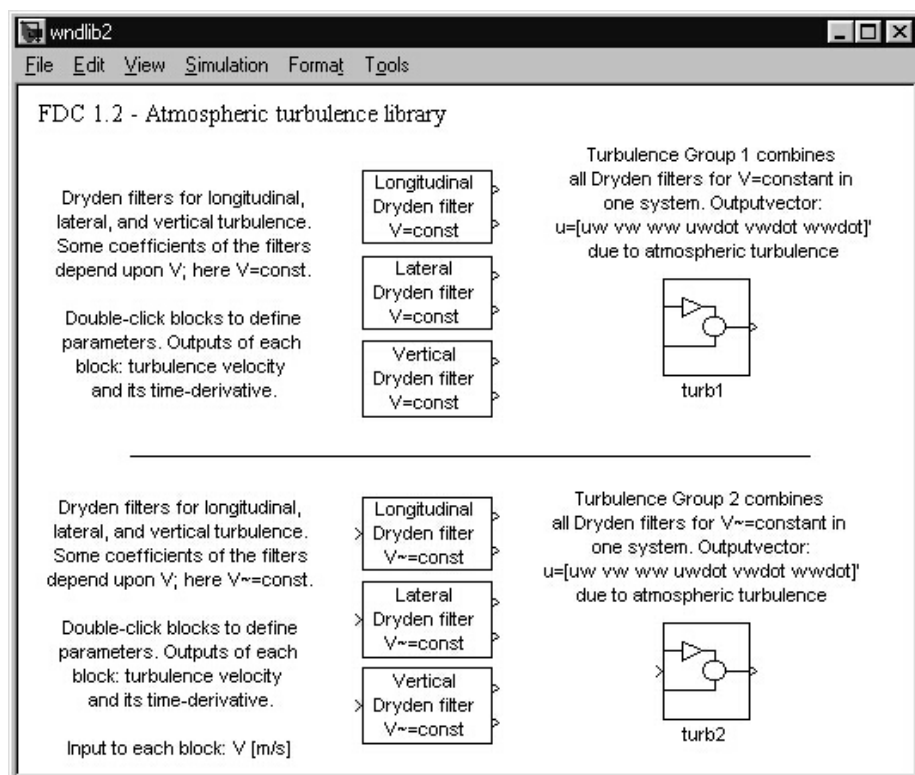 wndlib2
File Edit View Simulation Format Tools
FDC 1.2 - Atmospheric turbulence library
Dryden filters for longitudinal,
lateral, and vertical turbulence.
Some coefficients of the filters
depend upon V; here V=const.
Double-click blocks to define
parameters. Outputs of each
block: turbulence velocity
and its time-derivative.
Longitudinal
Dryden filter
V=const
Lateral
Dryden filter
V=const
Vertical
Dryden filter
V=const
Turbulence Group 1 combines
all Dryden filters for V=constant in
one system. Outputvector:
u=[uw vw ww uwdot vwdot wwdot]'
due to atmospheric turbulence
turb1
Dryden filters for longitudinal,
lateral, and vertical turbulence.
Some coefficients of the filters
depend upon V; here V~=const.
Double-click blocks to define
parameters. Outputs of each
block: turbulence velocity
and its time-derivative.
Input to each block: V [m/s]
Longitudinal
Dryden filter
V~=const
Lateral
Dryden filter
V~=const
Vertical
Dryden filter
V~=const
Turbulence Group 2 combines
all Dryden filters for V~=constant in
one system. Outputvector:
u=[uw vw ww uwdot vwdot wwdot]'
due to atmospheric turbulence
turb2